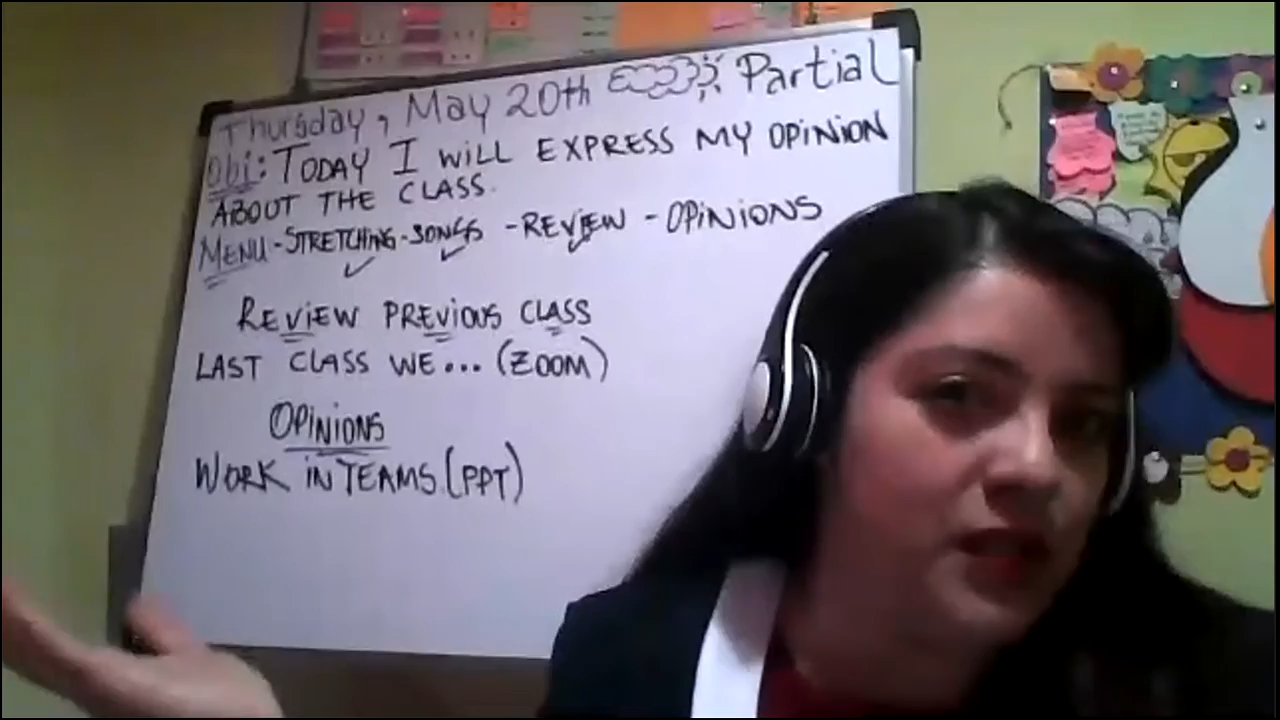 Thursday, May 20th Partial
Obj: TODAY I WILL EXPRESS MY OPINION
ABOUT THE CLASS.
MENU - STRETCHING - SONGS - REVIEW - OPINIONS
REVIEW PREVIOUS CLASS
LAST CLASS WE... (ZOOM)
OPINIONS
WORK IN TEAMS. (PPT)